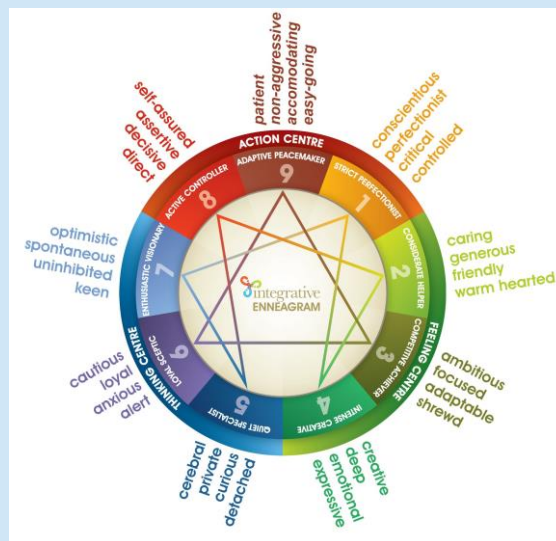 patient
non-aggressive
accomodating
easy-going
conscientious
perfectionist
critical
controlled
self-assured
assertive
decisive
direct
ACTION CENTRE
ADAPTIVE PEACEMAKER
9
STRICT PERFECTIONIST
1
ACTIVE CONTROLLER
8
optimistic
spontaneous
uninhibited
keen
ENTHUSIASTIC VISIONARY
7
CONSIDERATE HELPER
2
caring
generous
friendly
warm hearted
integrative
ENNEAGRAM
cautious
loyal
anxious
alert
THINKING CENTRE
LOYAL SCEPTIC
6
COMPETITIVE ACHIEVER
3
FEELING CENTRE
ambitious
focused
adaptable
shrewd
QUIET SPECIALIST
5
INTENSE CREATIVE
4
cerebral
private
curious
detached
creative
deep
emotional
expressive